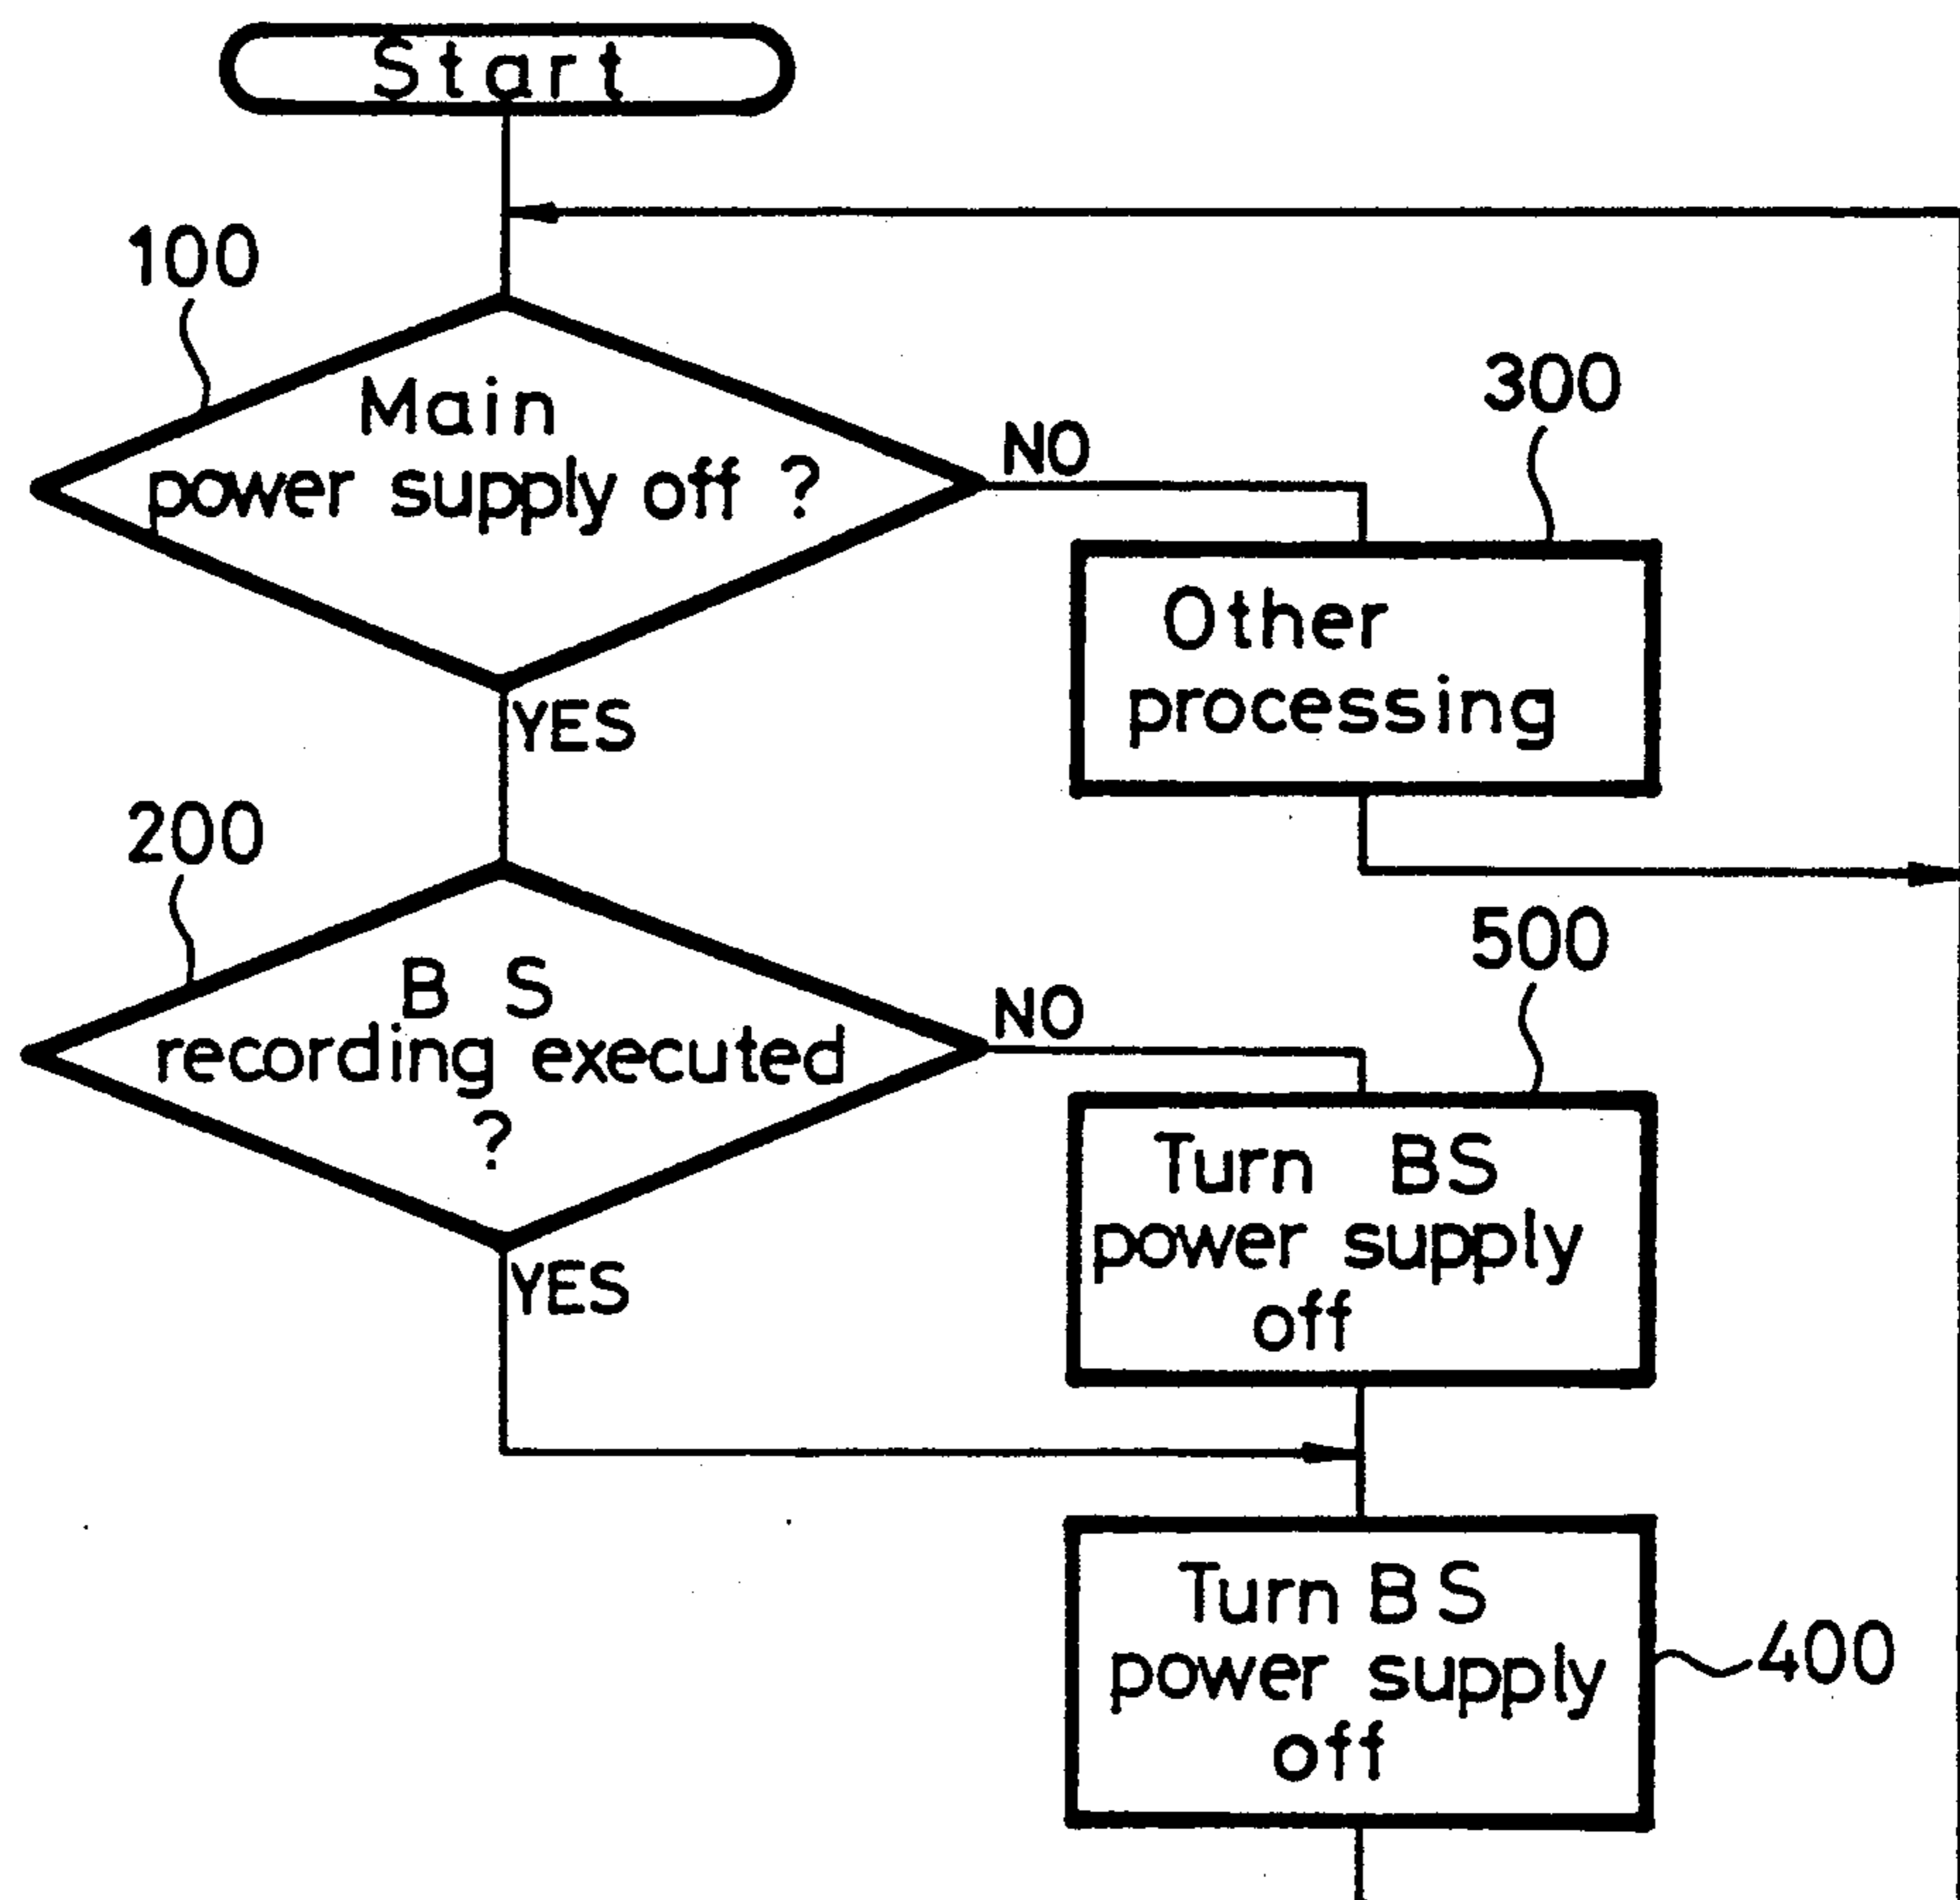 Start
100
Main
power supply off ?
NO
300
Other
processing
YES
200
B S
recording executed
?
NO
500
Turn BS
power supply
off
YES
Turn BS
power supply
off
400